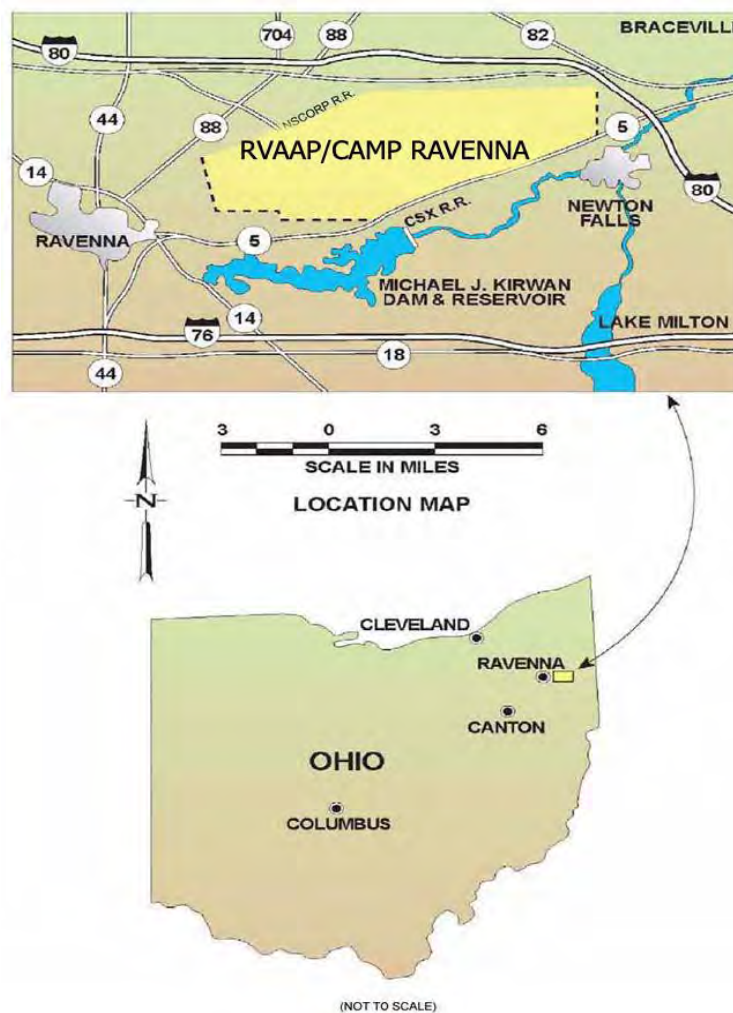 704
88
82
BRACEVILLE
80
NSCORP R.R.
44
88
RVAAP/CAMP RAVENNA
5
14
80
NEWTON
FALLS
RAVENNA
CSX R.R.
5
MICHAEL J. KIRWAN
DAM & RESERVOIR
14
LAKE MILTON
76
18
44
3 0 3 6
SCALE IN MILES
N
LOCATION MAP
CLEVELAND
RAVENNA
CANTON
OHIO
COLUMBUS
(NOT TO SCALE)